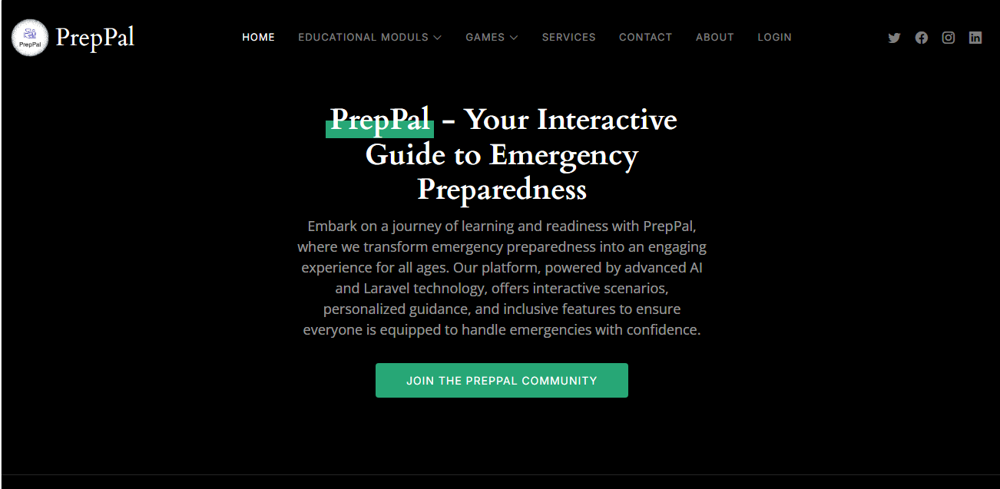 PrepPal
PrepPal
HOME
EDUCATIONAL MODULS
GAMES
SERVICES
CONTACT
ABOUT
LOGIN
PrepPal - Your Interactive
Guide to Emergency
Preparedness
Embark on a journey of learning and readiness with PrepPal,
where we transform emergency preparedness into an engaging
experience for all ages. Our platform, powered by advanced AI
and Laravel technology, offers interactive scenarios,
personalized guidance, and inclusive features to ensure
everyone is equipped to handle emergencies with confidence.
JOIN THE PREPPAL COMMUNITY